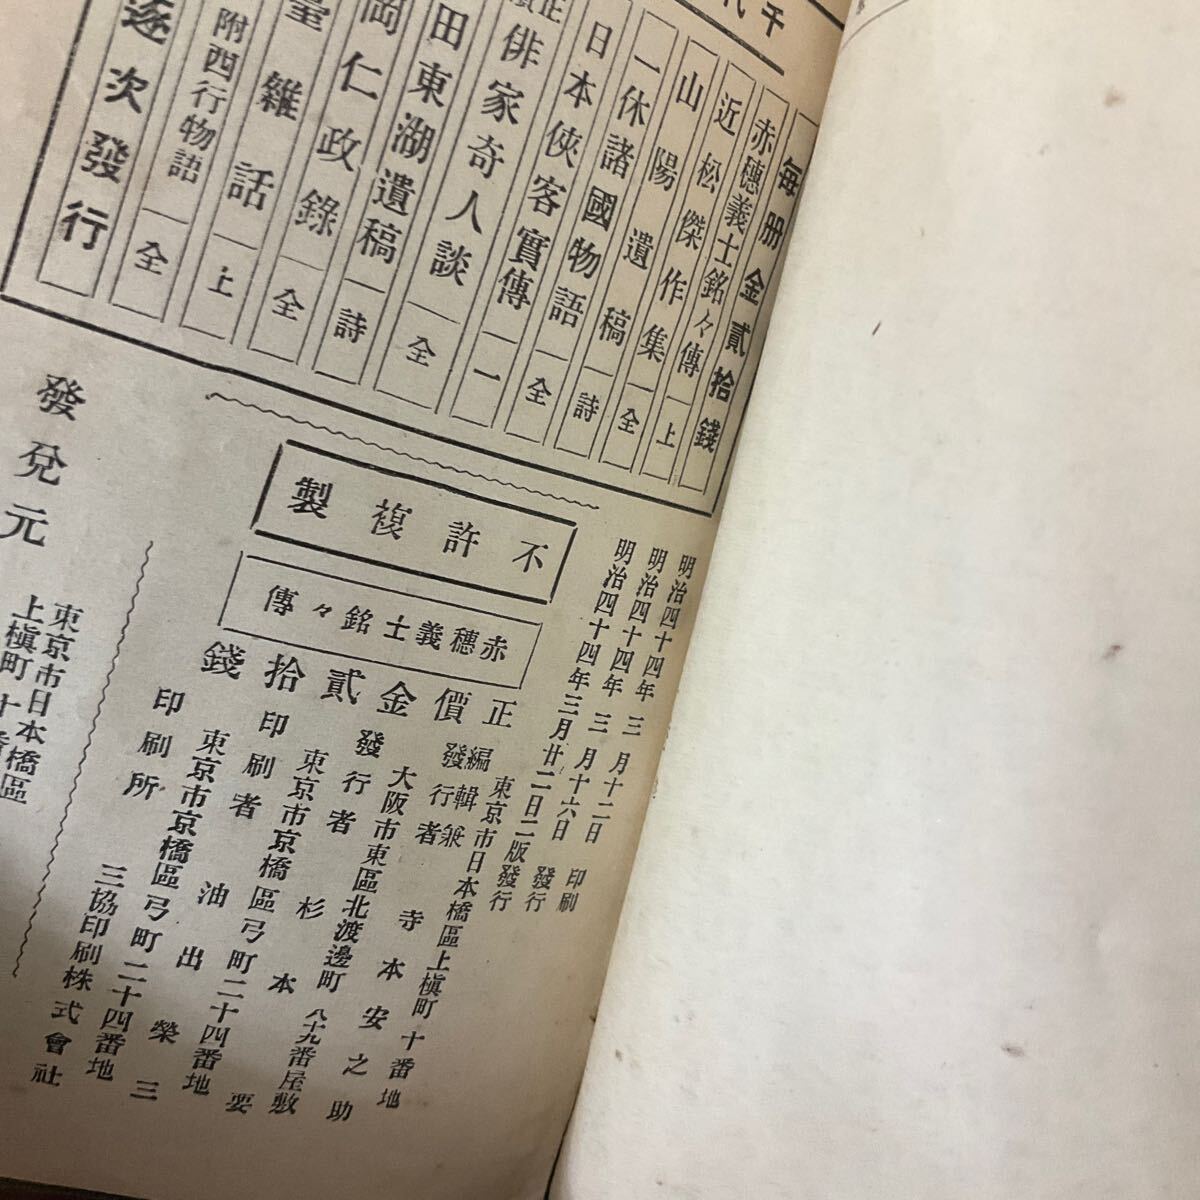 千代
每册金貳拾錢
赤穗義士銘々傳 上
近松傑作集 上
山陽遺稿 全
一休諸國物語 全
日本俠客實傳 一
俳家奇人談 全
田東湖遺稿 詩
岡仁政錄 全
雜話 上
附西行物語 全
逐次發行
不許複製
明治四十四年三月十二日 印刷
明治四十四年三月十六日 發行
明治四十四年三月廿二日二版發行
赤穗義士銘々傳
正價金貳拾錢
東京市日本橋區上槇町十番地
編輯兼發行者 寺本安之助
大阪市東區北渡邊町八十九番屋敷
發行者 杉本要
東京市京橋區弓町二十四番地
印刷者 油出榮三
東京市京橋區弓町二十四番地
印刷所 三協印刷株式會社
發兌元
東京市日本橋區
上槇町十番